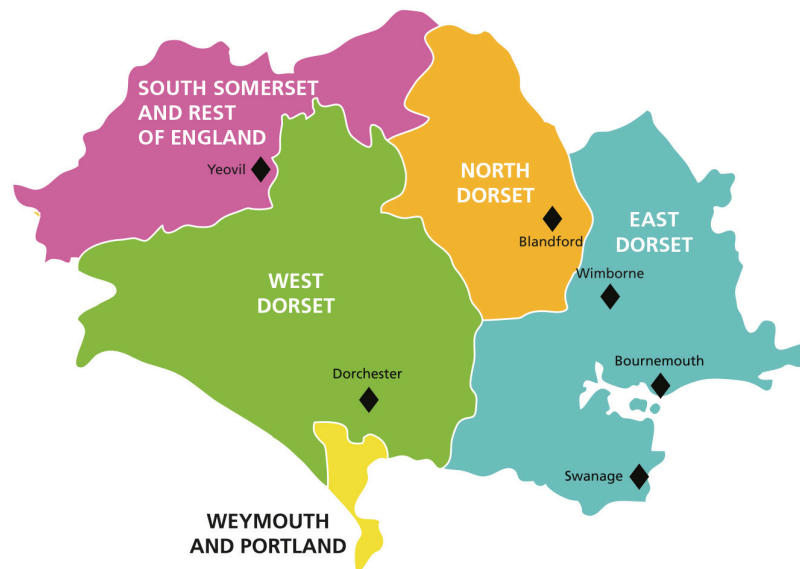 SOUTH SOMERSET
AND REST
OF ENGLAND
Yeovil
NORTH
DORSET
Blandford
EAST
DORSET
Wimborne
WEST
DORSET
Bournemouth
Dorchester
Swanage
WEYMOUTH
AND PORTLAND